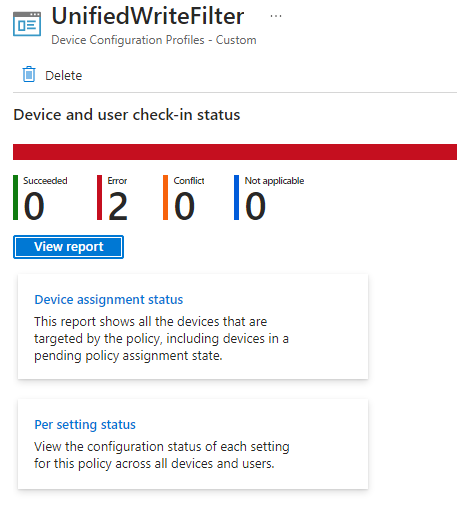 UnifiedWriteFilter ...
Device Configuration Profiles - Custom
Delete
Device and user check-in status
Succeeded Error Conflict Not applicable
0 2 0 0
View report
Device assignment status
This report shows all the devices that are
targeted by the policy, including devices in a
pending policy assignment state.
Per setting status
View the configuration status of each setting
for this policy across all devices and users.